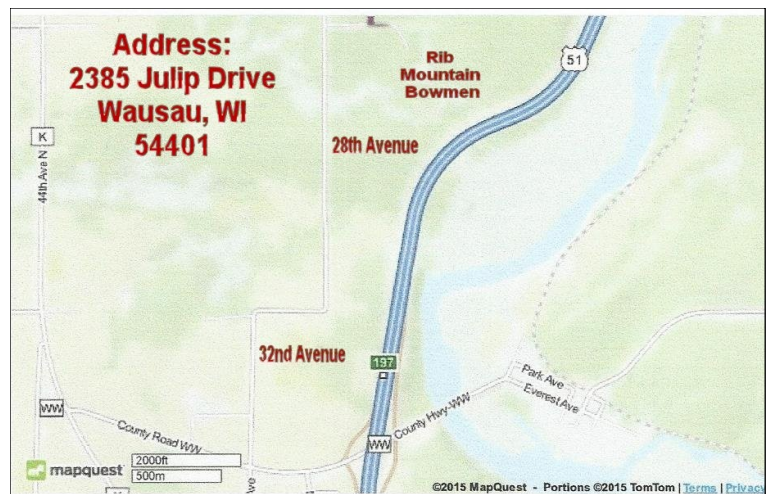 Address:
2385 Julip Drive
Wausau, WI
54401
Rib
Mountain
Bowmen
51
28th Avenue
K
44th Ave N
32nd Avenue
197
Park Ave
Everest Ave
WW
County Road WW
WW
County Hwy-WW
mapquest
2000ft
500m
Ave
K
©2015 MapQuest - Portions ©2015 TomTom | Terms | Privacy